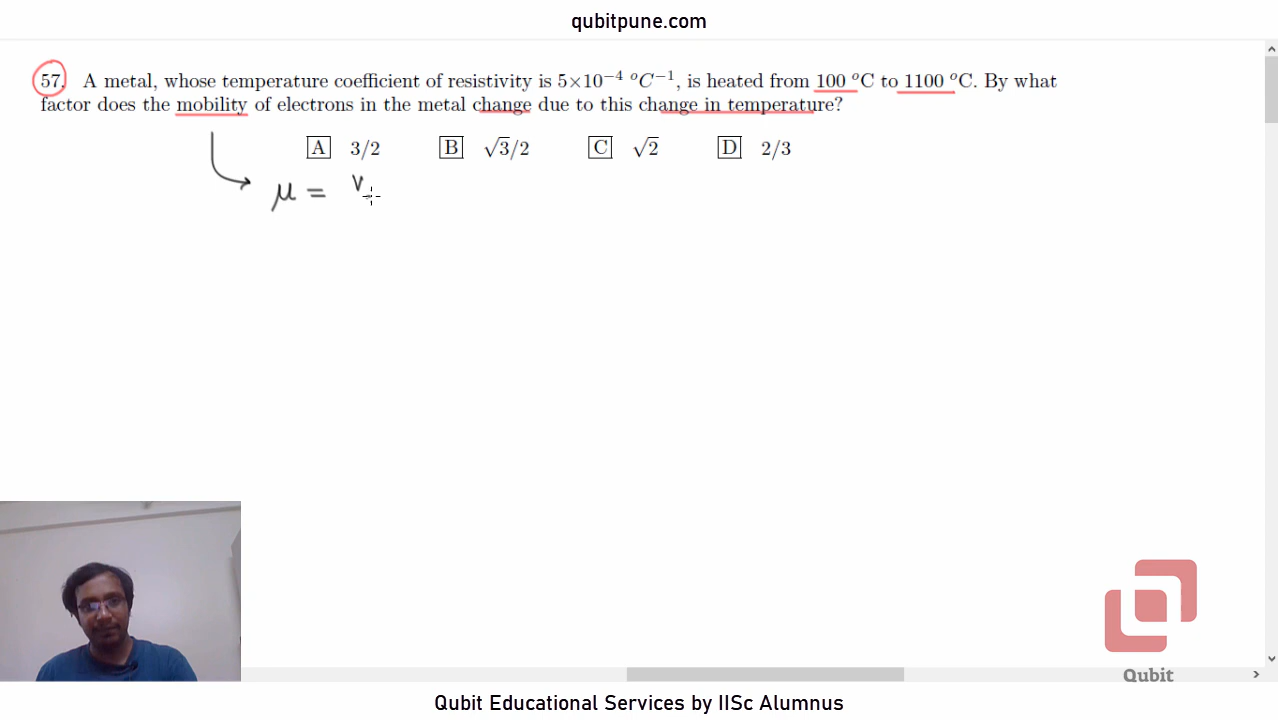 qubitpune.com
57. A metal, whose temperature coefficient of resistivity is 5×10⁻⁴ °C⁻¹, is heated from 100 °C to 1100 °C. By what
factor does the mobility of electrons in the metal change due to this change in temperature?
A 3/2 B √3/2 C √2 D 2/3
μ = v
Qubit
Qubit Educational Services by IISc Alumnus